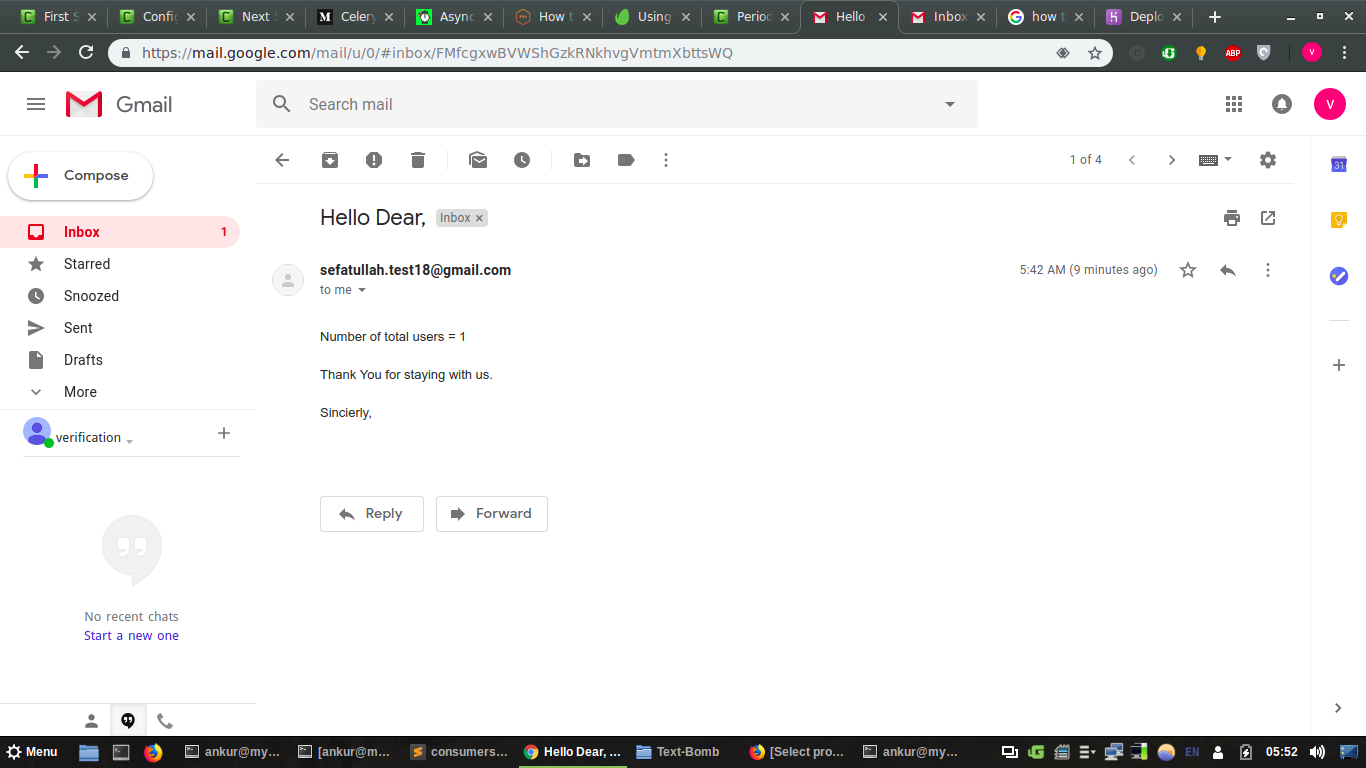 First S
Config
Next
Celery
Async
How t
Using
Period
Hello
Inbox
how t
Deplo
https://mail.google.com/mail/u/0/#inbox/FMfcgxwBVWShGzkRNkhvgVmtmXbttsWQ
ABP
V
Gmail
Search mail
V
Compose
1 of 4
31
Inbox 1
Starred
Snoozed
Sent
Drafts
More
verification
No recent chats
Start a new one
Hello Dear, Inbox
sefatullah.test18@gmail.com
5:42 AM (9 minutes ago)
to me
Number of total users = 1
Thank You for staying with us.
Sincierly,
Reply
Forward
Menu
ankur@my...
[ankur@m...
consumers...
Hello Dear, ...
Text-Bomb
[Select pro...
ankur@my...
EN
05:52